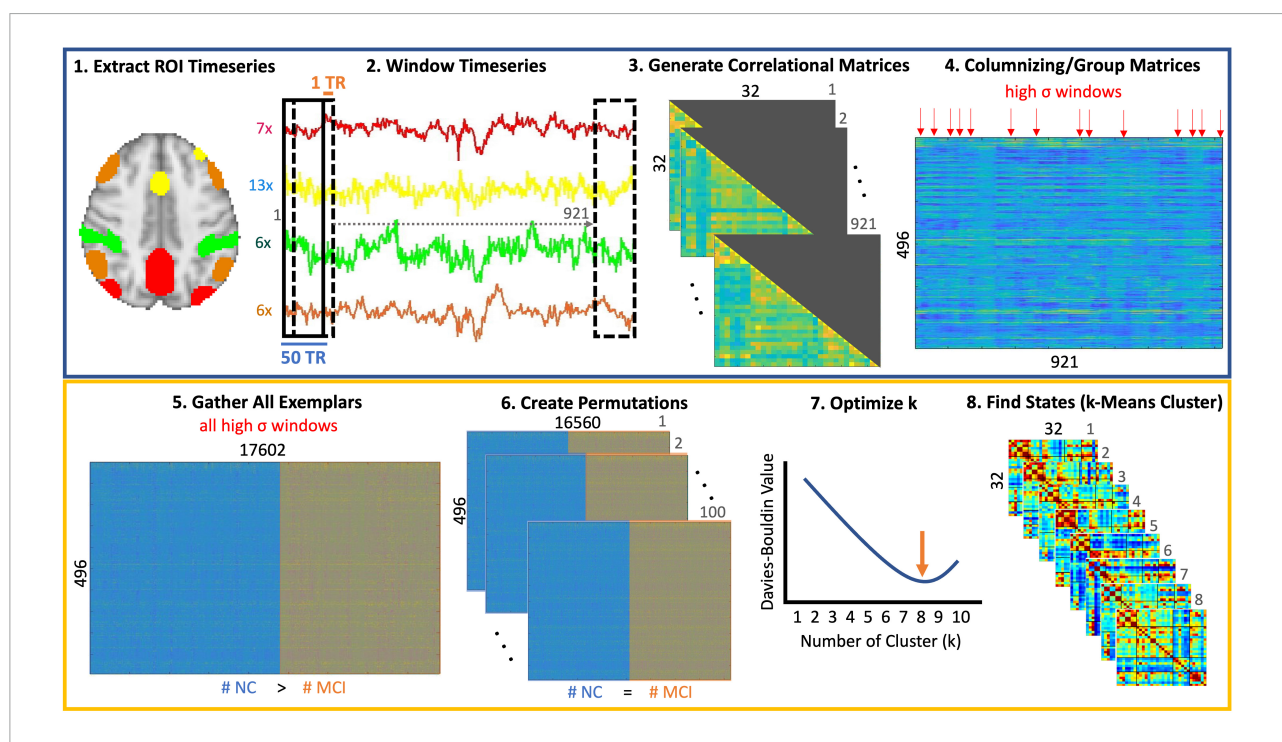 1. Extract ROI Timeseries
2. Window Timeseries
3. Generate Correlational Matrices
4. Columnizing/Group Matrices
1 TR
7x
13x
6x
6x
1
921
50 TR
32
1
2
32
921
high σ windows
496
921
5. Gather All Exemplars
all high σ windows
17602
496
# NC > # MCI
6. Create Permutations
16560
1
2
496
100
# NC = # MCI
7. Optimize k
Davies-Bouldin Value
1 2 3 4 5 6 7 8 9 10
Number of Cluster (k)
8. Find States (k-Means Cluster)
32
1
2
32
3
4
5
6
7
8